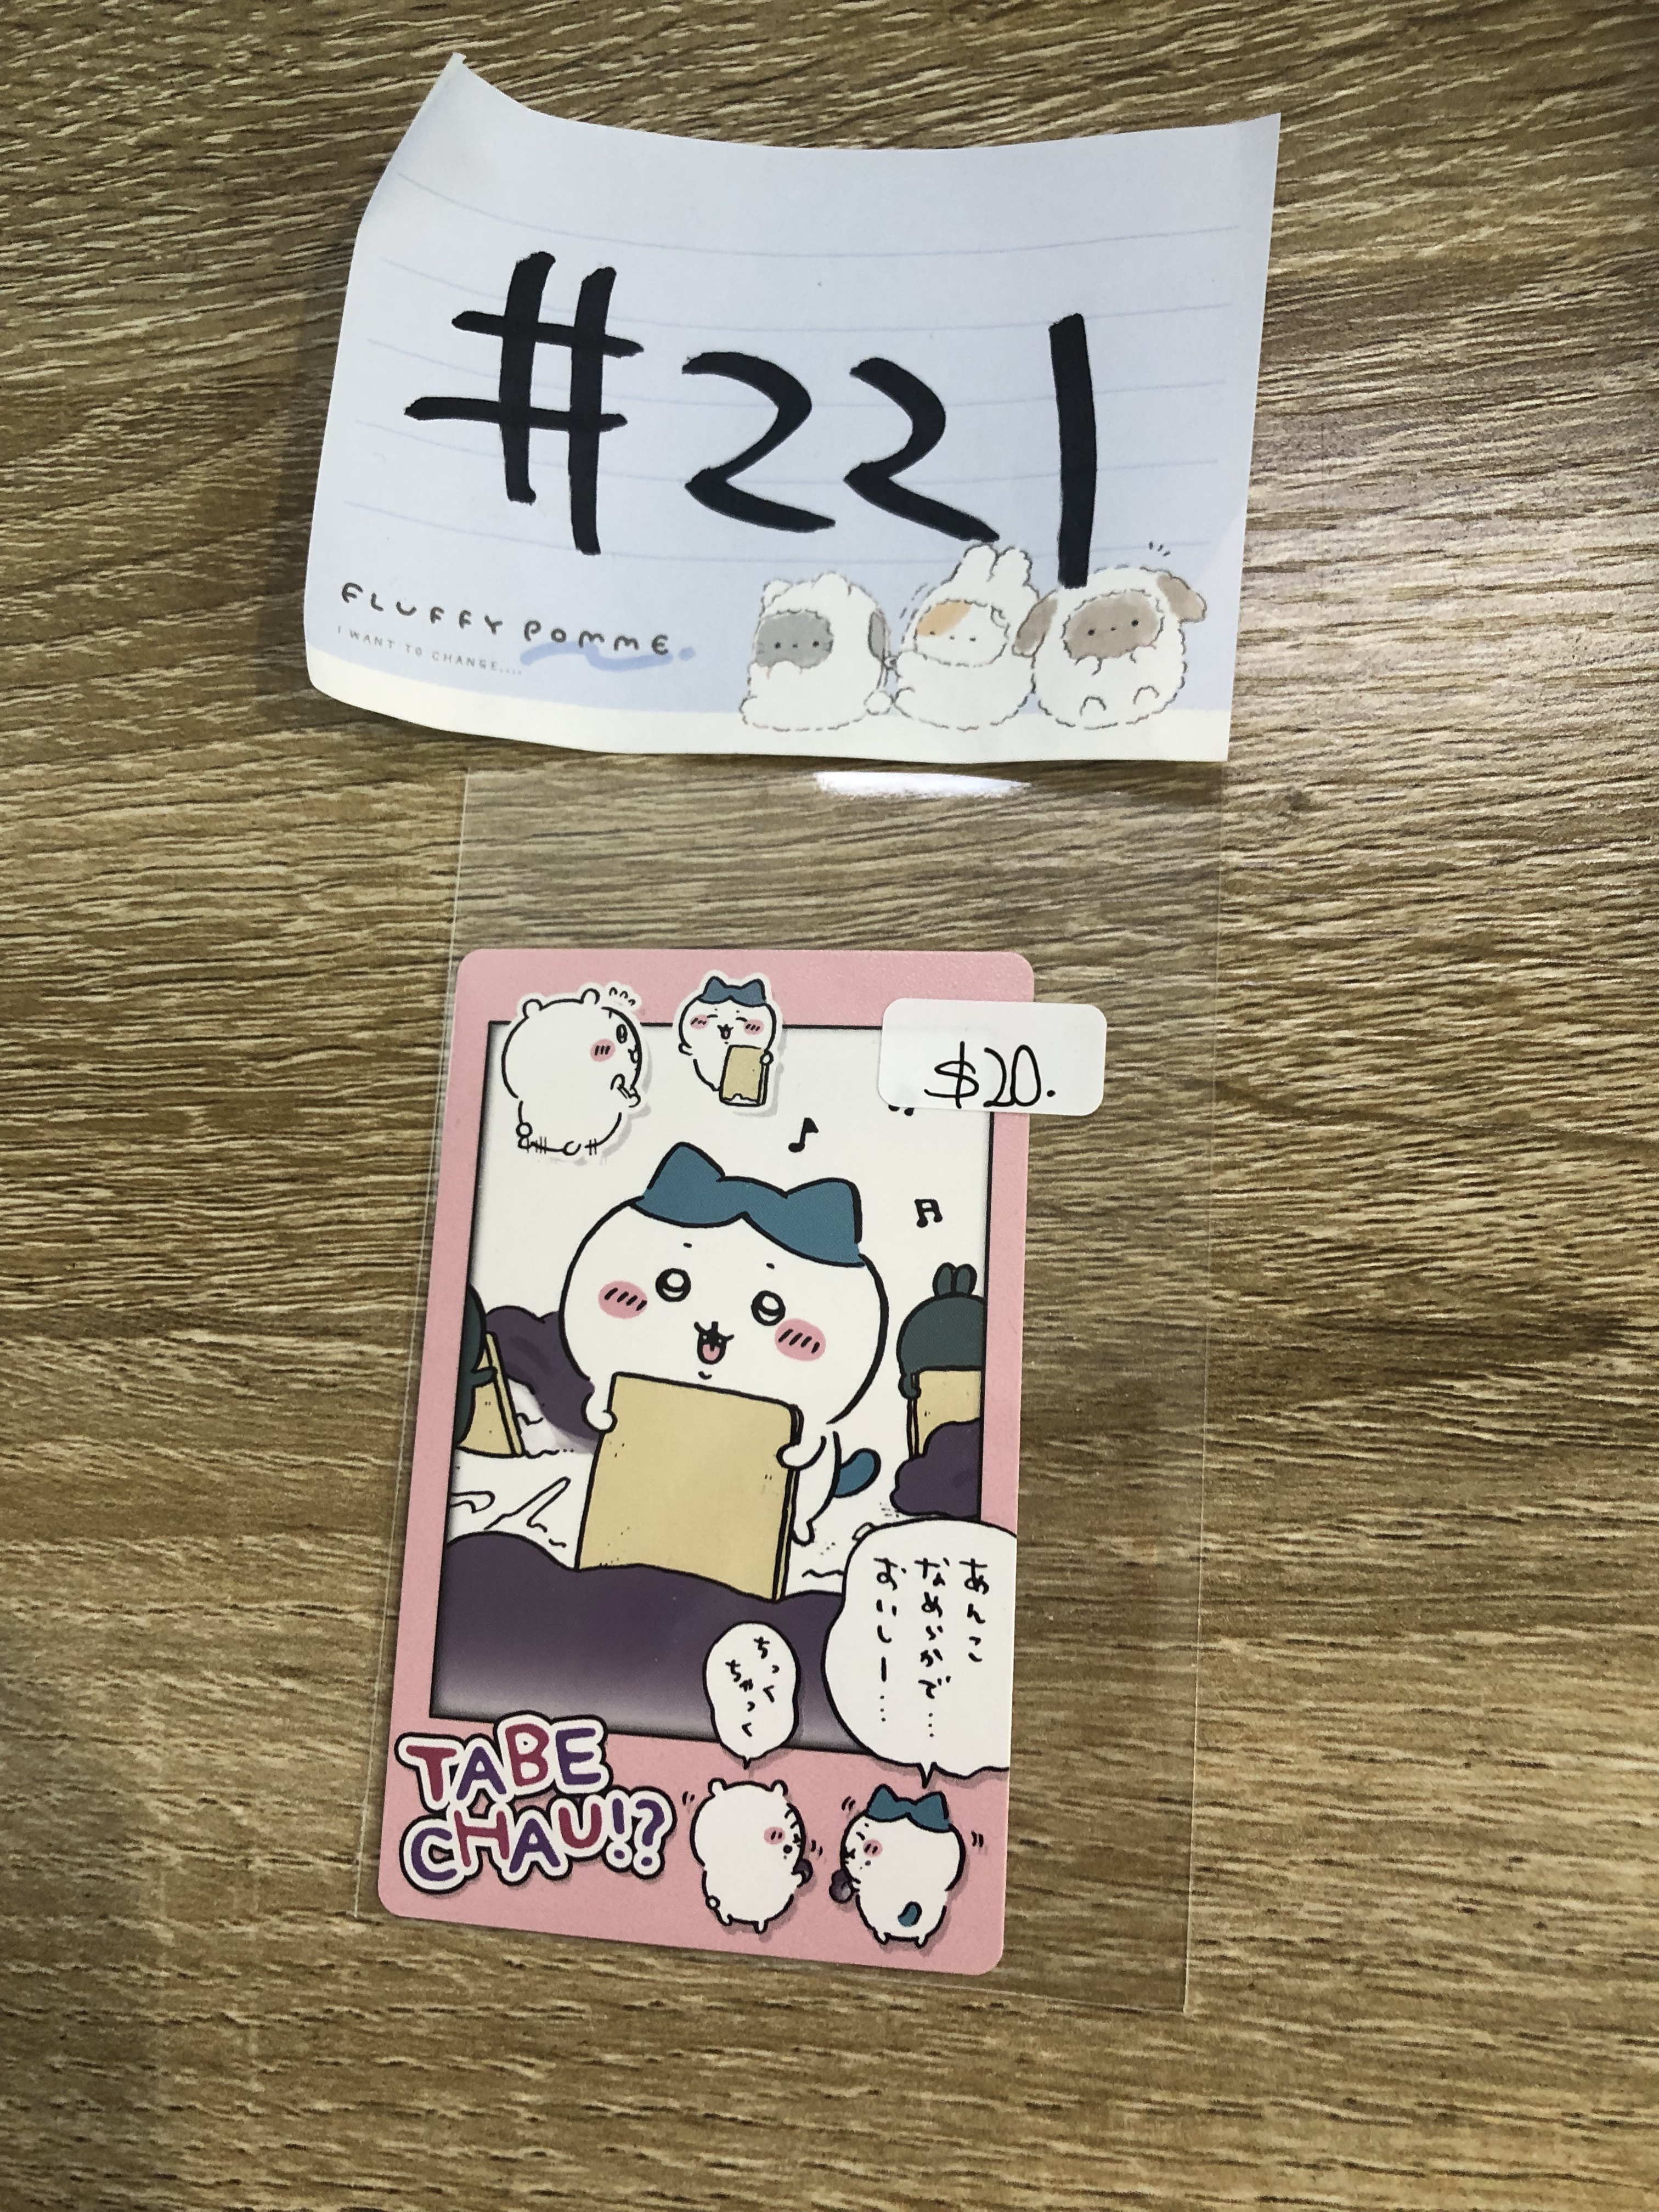 #221
FLUFFY POMME.
I WANT TO CHANGE....
$20.
あんこ
なめらかで……
おいしー……
ちっく
ちゃっく
TABE
CHAU!?